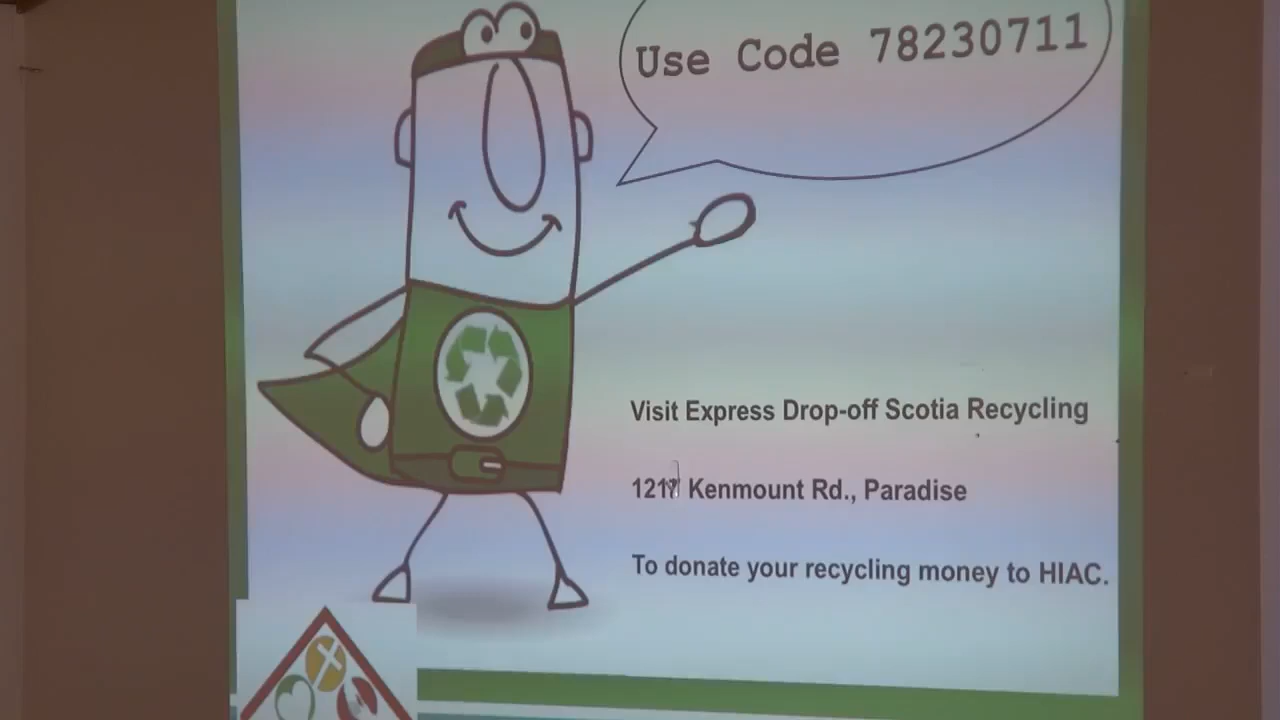 Use Code 78230711
Visit Express Drop-off Scotia Recycling
Kenmount Rd., Paradise
To donate your recycling money to HIAC.